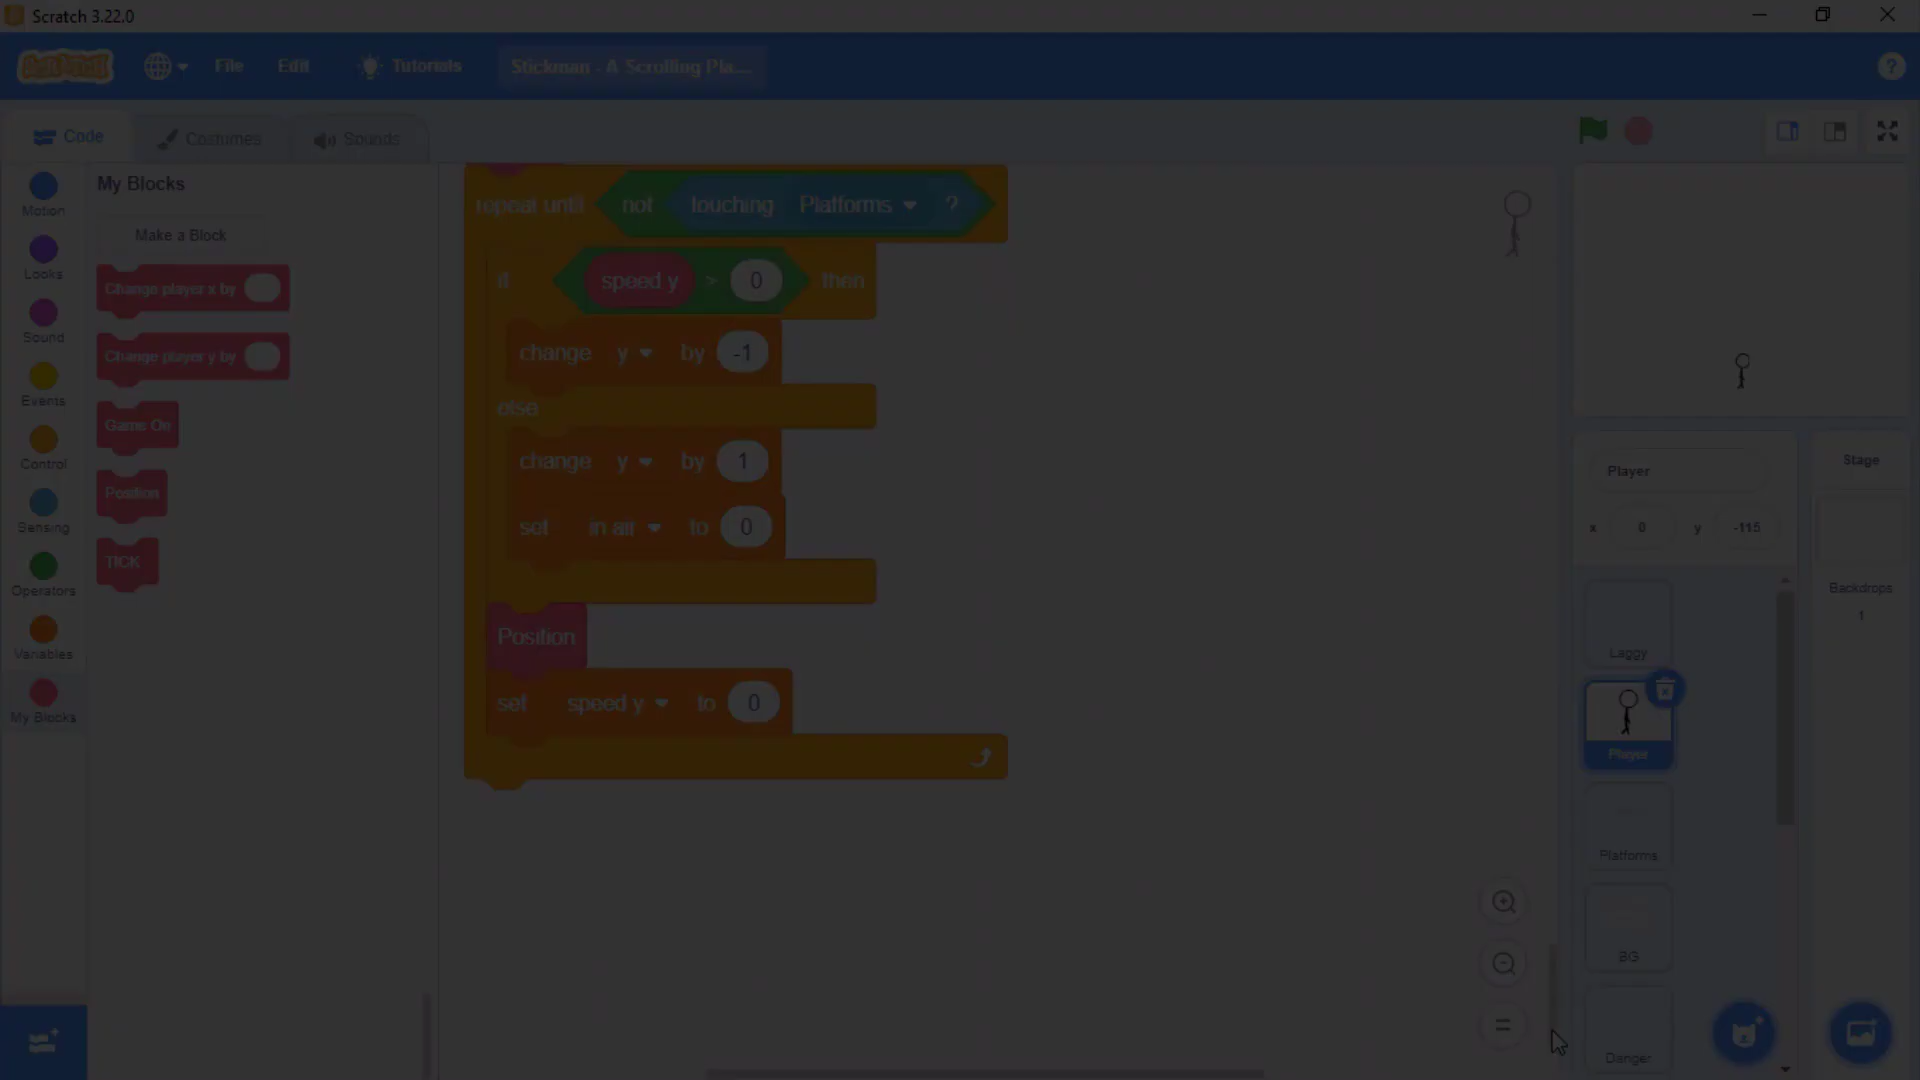 Scratch 3.22.0
SCRATCH
File
Edit
Tutorials
Stickman - A Scrolling Pla...
?
Code
Costumes
Sounds
Motion
Looks
Sound
Events
Control
Sensing
Operators
Variables
My Blocks
My Blocks
Make a Block
Change player x by
Change player y by
Game On
Position
TICK
repeat until not touching Platforms ?
if speed y > 0 then
change y by -1
else
change y by 1
set in air to 0
Position
set speed y to 0
Player
x 0 y -115
Laggy
Player
Platforms
BG
Danger
Stage
Backdrops
1